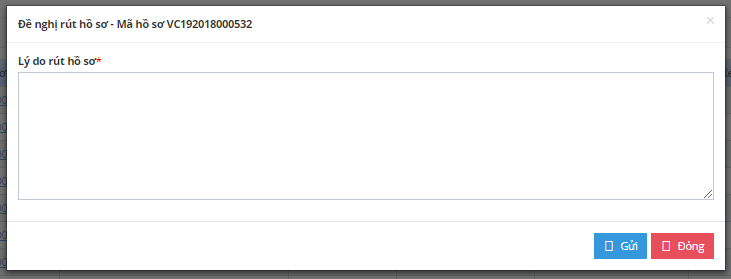 Đề nghị rút hồ sơ - Mã hồ sơ VC192018000532
×
Lý do rút hồ sơ*
Gửi
Đóng